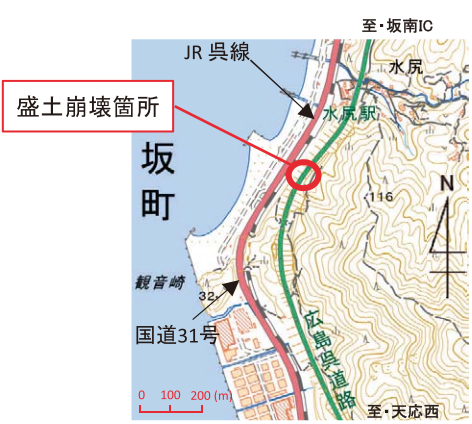 至・坂南IC
JR 呉線
水尻
盛土崩壊箇所
水尻駅
坂町
N
116
観音崎
32
国道31号
広島呉道路
0 100 200 (m)
至・天応西